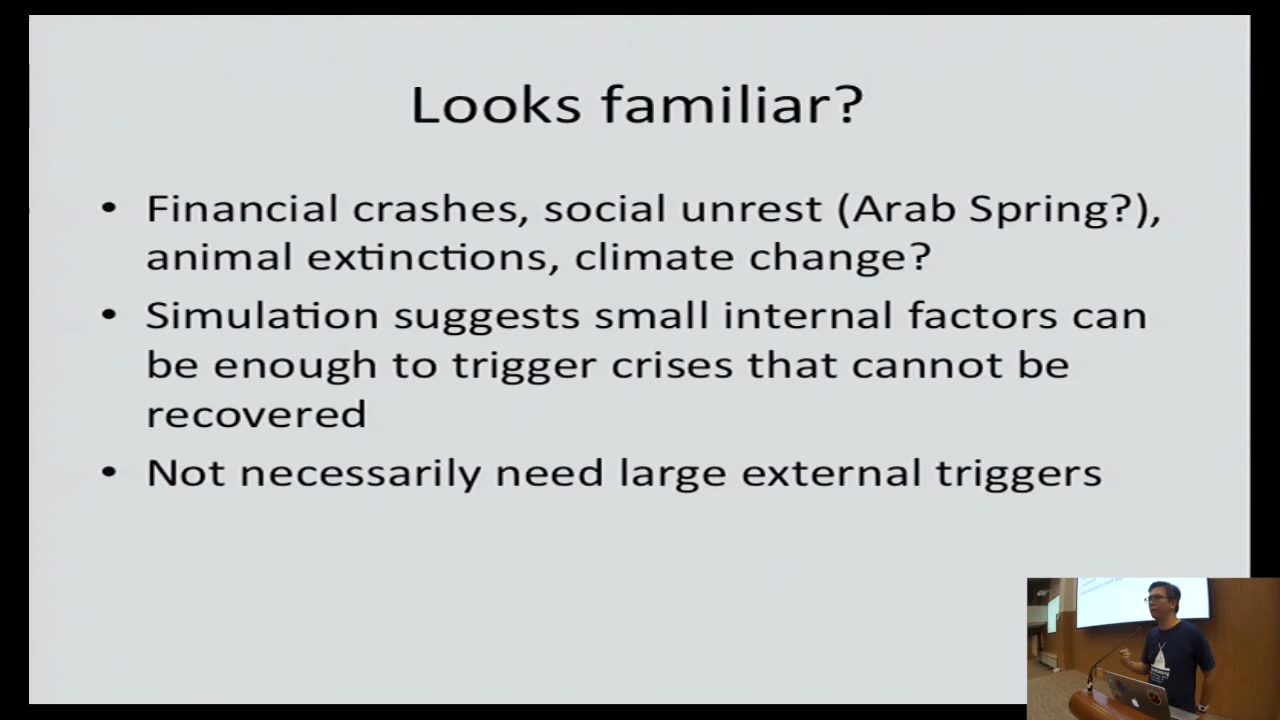 Looks familiar?
• Financial crashes, social unrest (Arab Spring?),
animal extinctions, climate change?
• Simulation suggests small internal factors can
be enough to trigger crises that cannot be
recovered
• Not necessarily need large external triggers